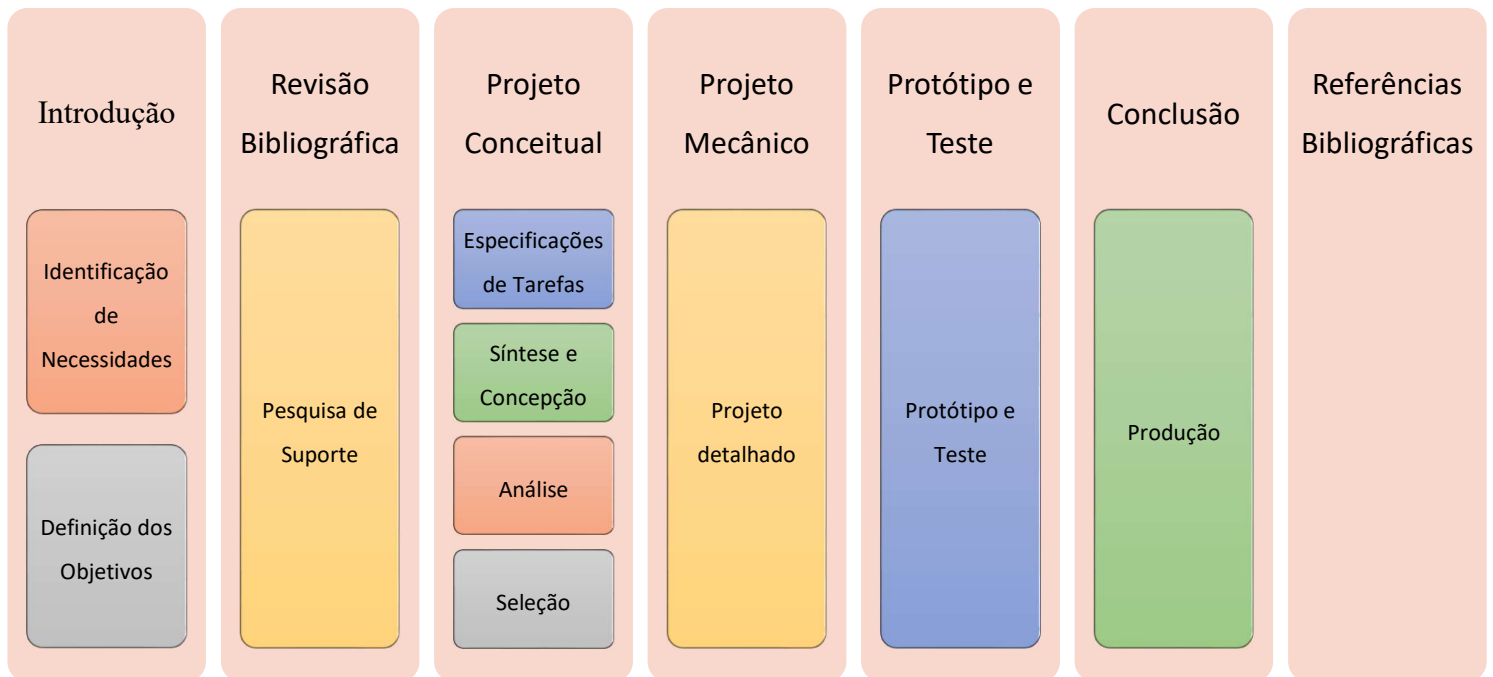 Introdução
Identificação
de
Necessidades
Definição dos
Objetivos
Revisão
Bibliográfica
Pesquisa de
Suporte
Projeto
Conceitual
Especificações
de Tarefas
Síntese e
Concepção
Análise
Seleção
Projeto
Mecânico
Projeto
detalhado
Protótipo e
Teste
Protótipo e
Teste
Conclusão
Produção
Referências
Bibliográficas